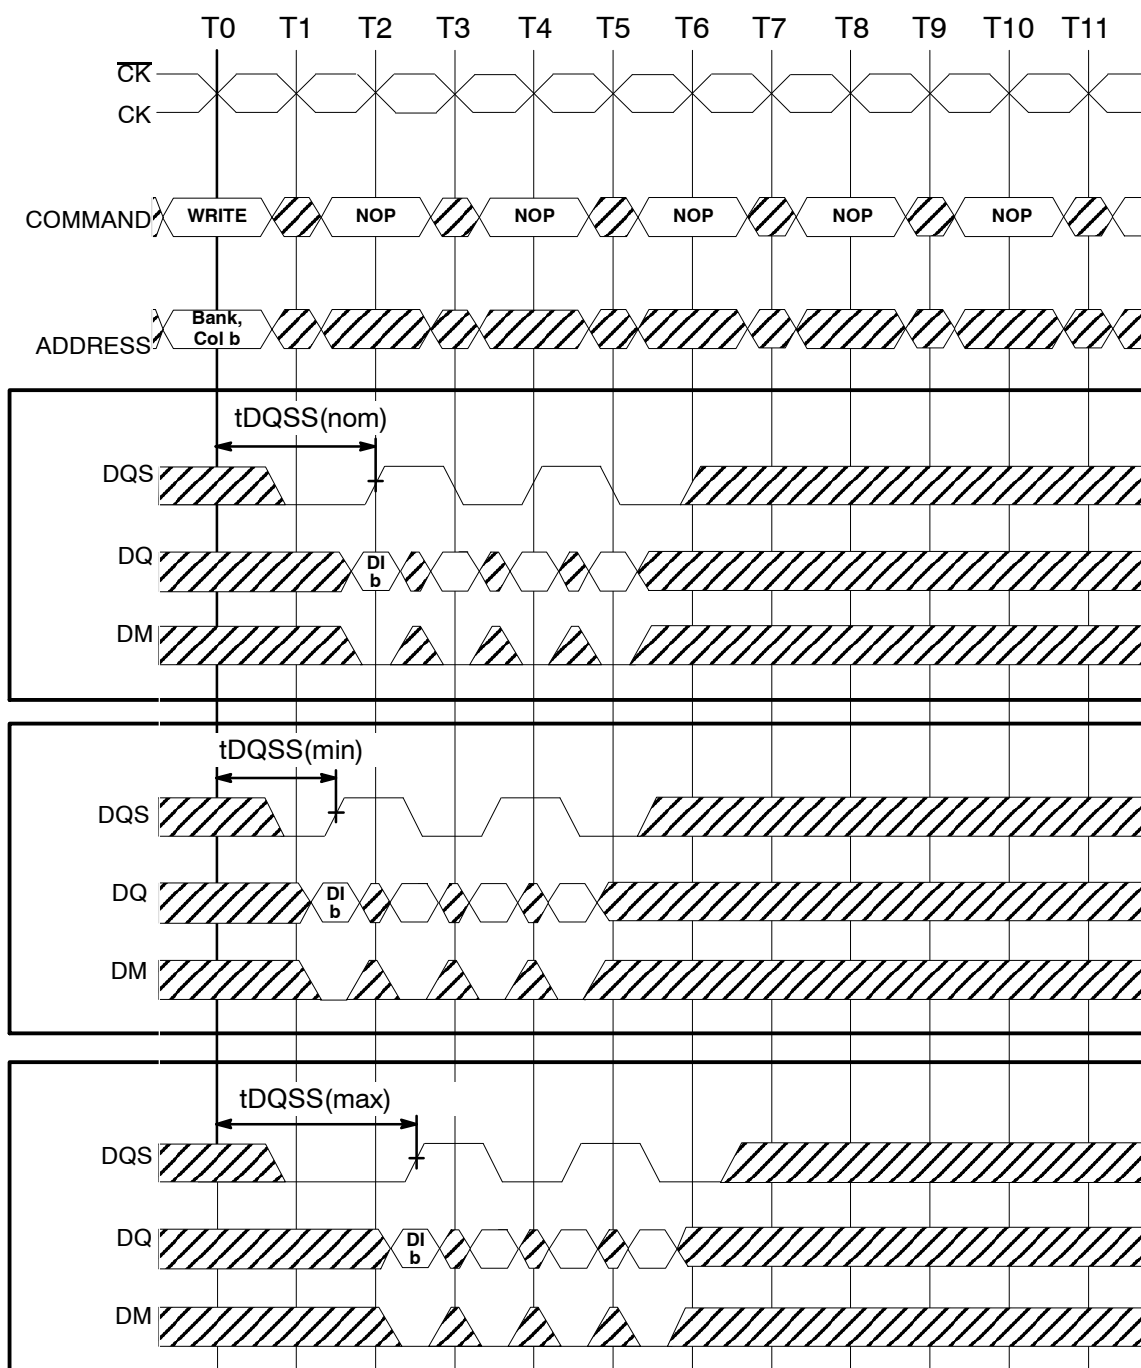 T0 T1 T2 T3 T4 T5 T6 T7 T8 T9 T10 T11
CK
CK
COMMAND WRITE NOP NOP NOP NOP NOP
ADDRESS Bank,
Col b
tDQSS(nom)
DQS
DQ DI
b
DM
tDQSS(min)
DQS
DQ DI
b
DM
tDQSS(max)
DQS
DQ DI
b
DM